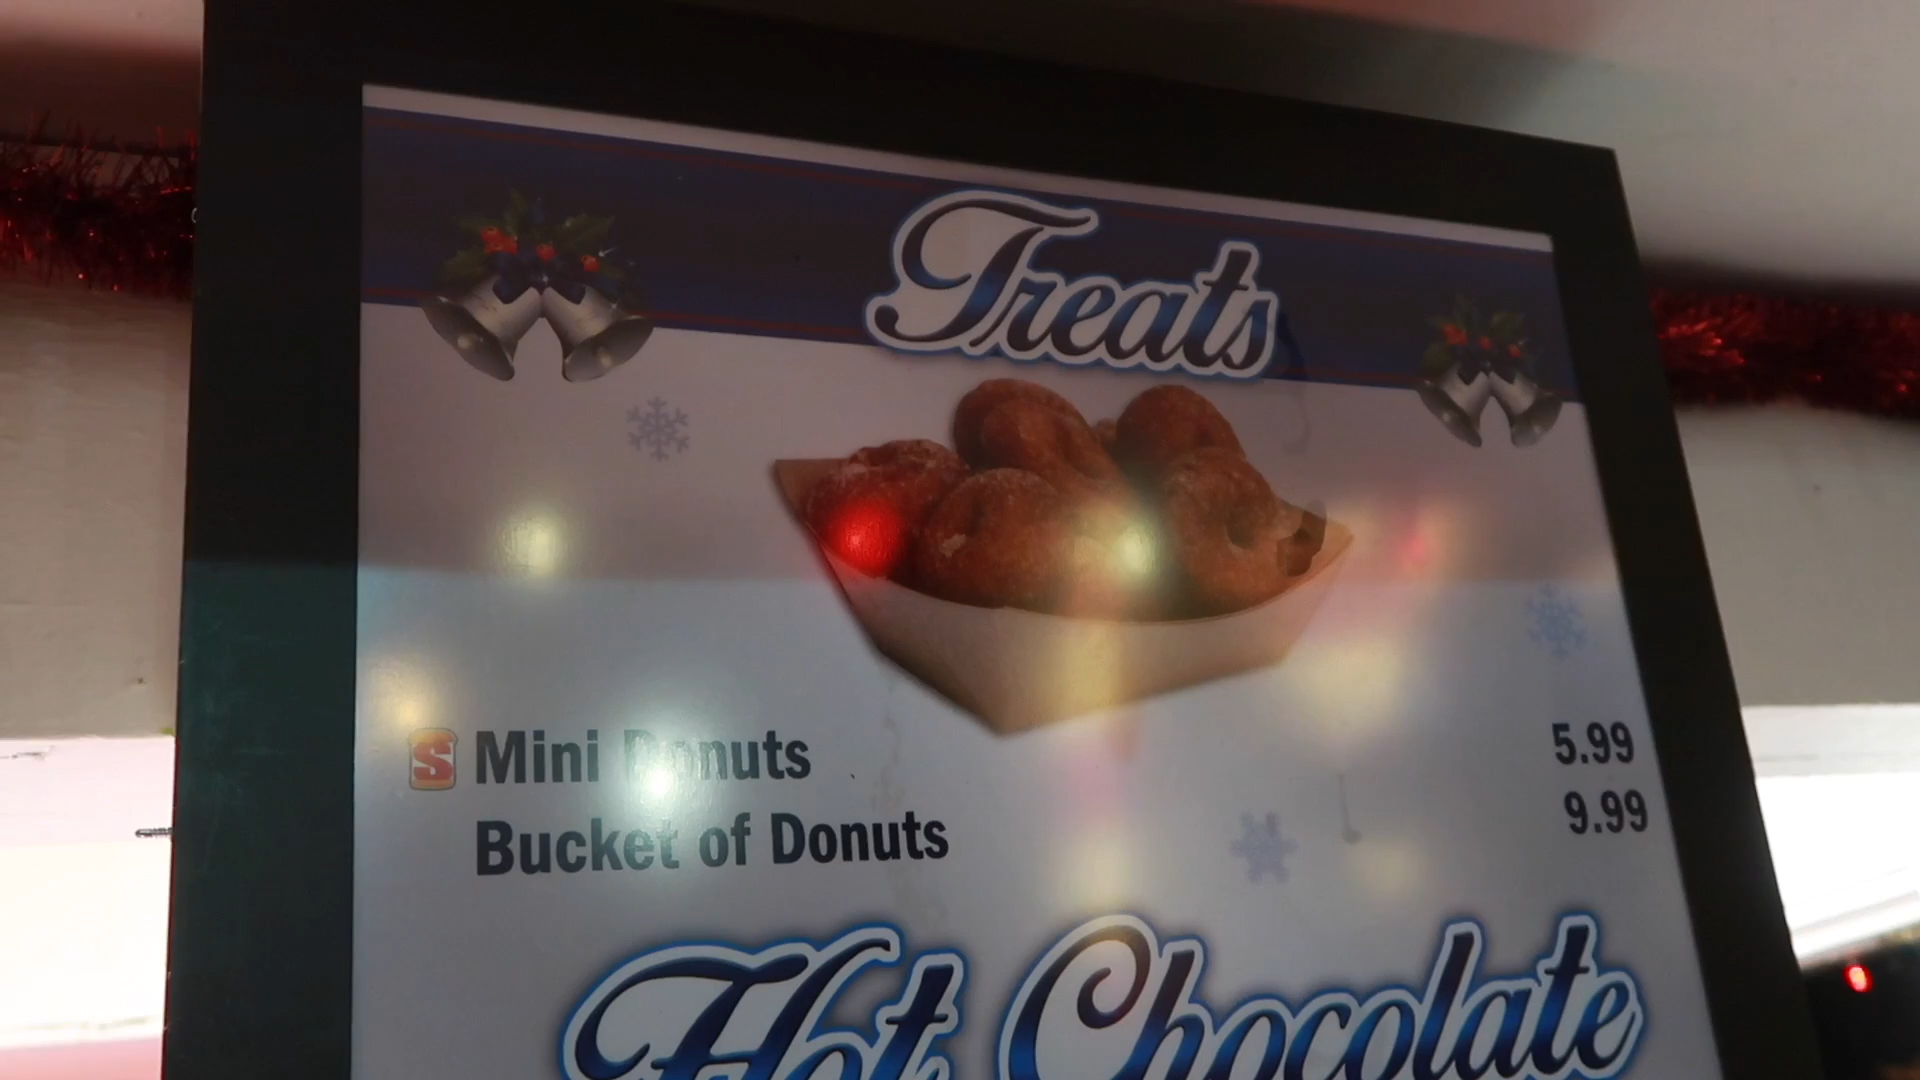 Treats
S Mini Donuts 5.99
Bucket of Donuts 9.99
Hot Chocolate